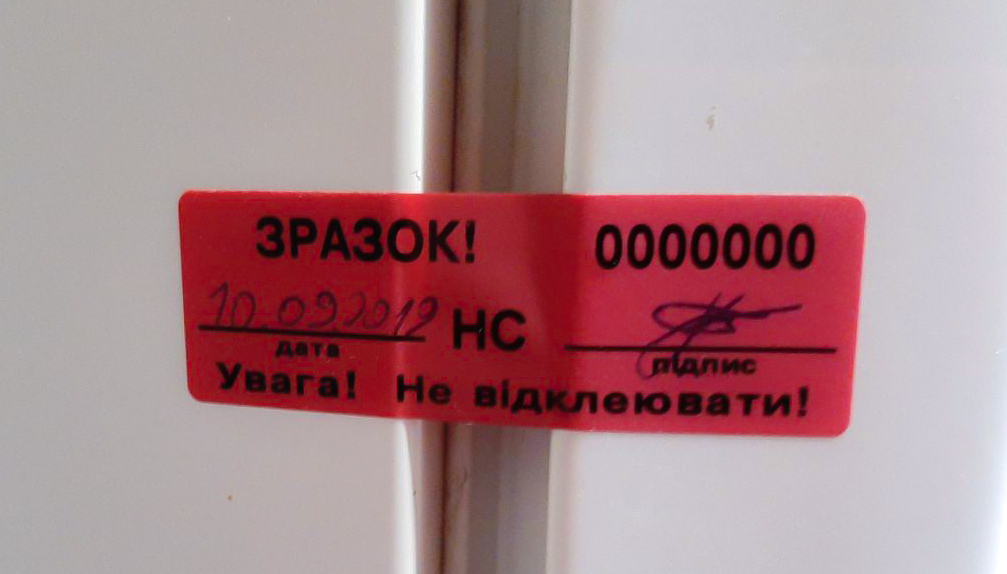 ЗРАЗОК! 0000000
10.09.2019 НС
дата підпис
Увага! Не відклеювати!